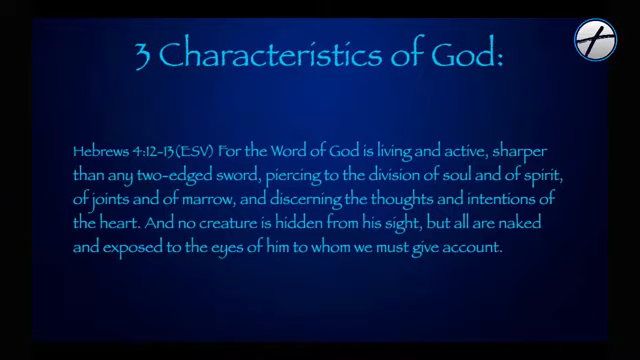 3 Characteristics of God:
Hebrews 4:12-13(ESV) For the Word of God is living and active, sharper
than any two-edged sword, piercing to the division of soul and of spirit,
of joints and of marrow, and discerning the thoughts and intentions of
the heart. And no creature is hidden from his sight, but all are naked
and exposed to the eyes of him to whom we must give account.